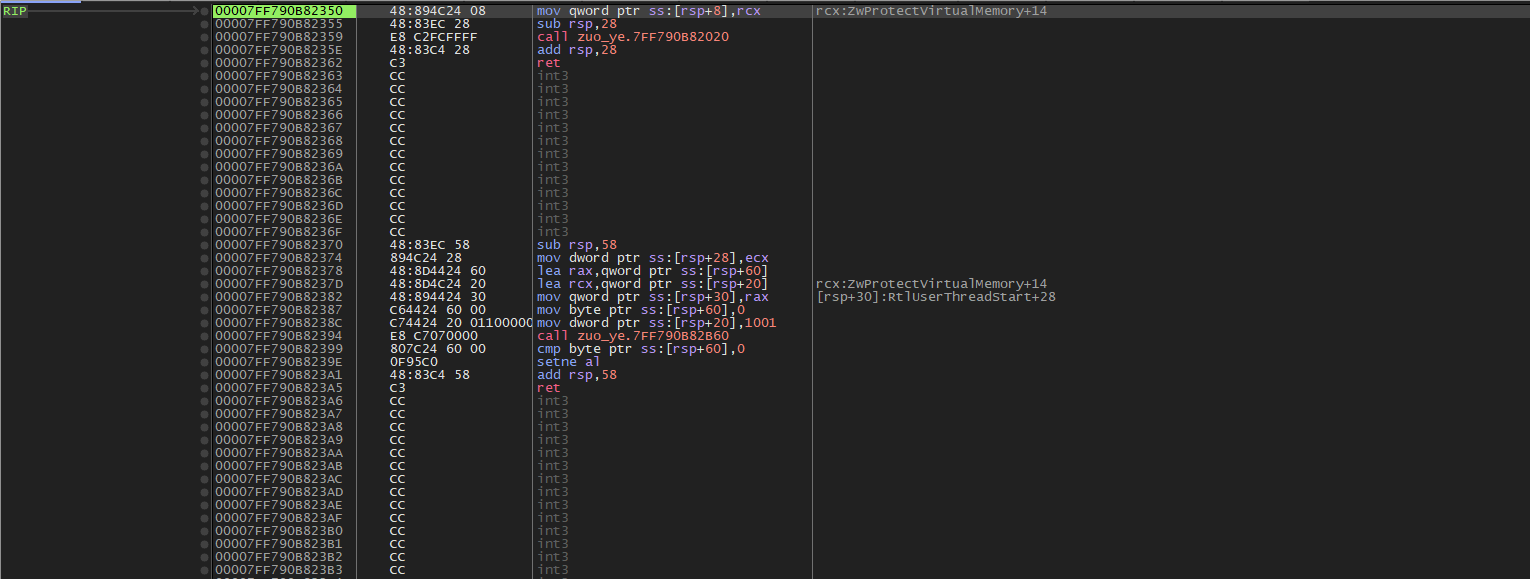 RIP 00007FF790B82350 48:894C24 08 mov qword ptr ss:[rsp+8],rcx rcx:ZwProtectVirtualMemory+14
00007FF790B82355 48:83EC 28 sub rsp,28
00007FF790B82359 E8 C2FCFFFF call zuo_ye.7FF790B82020
00007FF790B8235E 48:83C4 28 add rsp,28
00007FF790B82362 C3 ret
00007FF790B82363 CC int3
00007FF790B82364 CC int3
00007FF790B82365 CC int3
00007FF790B82366 CC int3
00007FF790B82367 CC int3
00007FF790B82368 CC int3
00007FF790B82369 CC int3
00007FF790B8236A CC int3
00007FF790B8236B CC int3
00007FF790B8236C CC int3
00007FF790B8236D CC int3
00007FF790B8236E CC int3
00007FF790B8236F CC int3
00007FF790B82370 48:83EC 58 sub rsp,58
00007FF790B82374 894C24 28 mov dword ptr ss:[rsp+28],ecx
00007FF790B82378 48:8D4424 60 lea rax,qword ptr ss:[rsp+60]
00007FF790B8237D 48:8D4C24 20 lea rcx,qword ptr ss:[rsp+20] rcx:ZwProtectVirtualMemory+14
00007FF790B82382 48:894424 30 mov qword ptr ss:[rsp+30],rax [rsp+30]:RtlUserThreadStart+28
00007FF790B82387 C64424 60 00 mov byte ptr ss:[rsp+60],0
00007FF790B8238C C74424 20 01100000 mov dword ptr ss:[rsp+20],1001
00007FF790B82394 E8 C7070000 call zuo_ye.7FF790B82B60
00007FF790B82399 807C24 60 00 cmp byte ptr ss:[rsp+60],0
00007FF790B8239E 0F95C0 setne al
00007FF790B823A1 48:83C4 58 add rsp,58
00007FF790B823A5 C3 ret
00007FF790B823A6 CC int3
00007FF790B823A7 CC int3
00007FF790B823A8 CC int3
00007FF790B823A9 CC int3
00007FF790B823AA CC int3
00007FF790B823AB CC int3
00007FF790B823AC CC int3
00007FF790B823AD CC int3
00007FF790B823AE CC int3
00007FF790B823AF CC int3
00007FF790B823B0 CC int3
00007FF790B823B1 CC int3
00007FF790B823B2 CC int3
00007FF790B823B3 CC int3